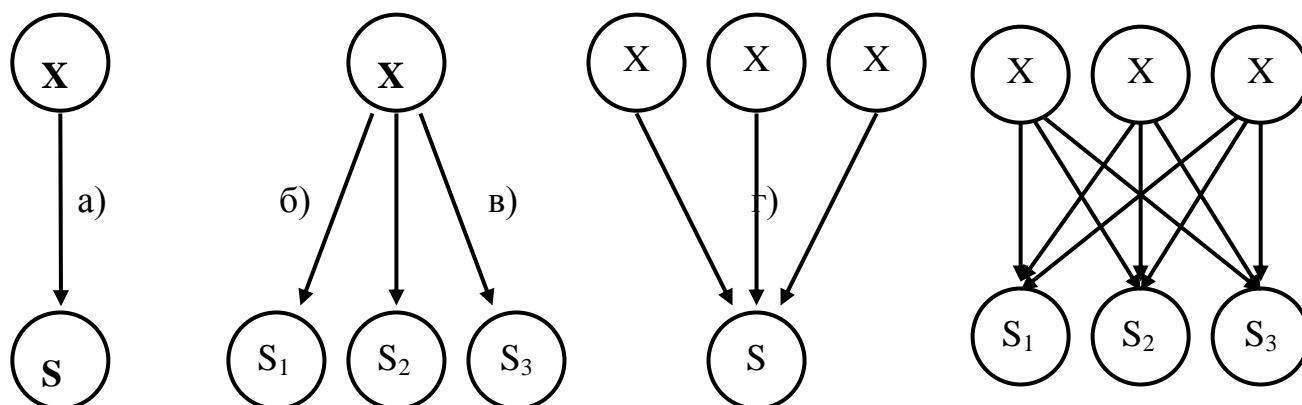 X X X X X X X X
а) б) в) г)
S S₁ S₂ S₃ S S₁ S₂ S₃